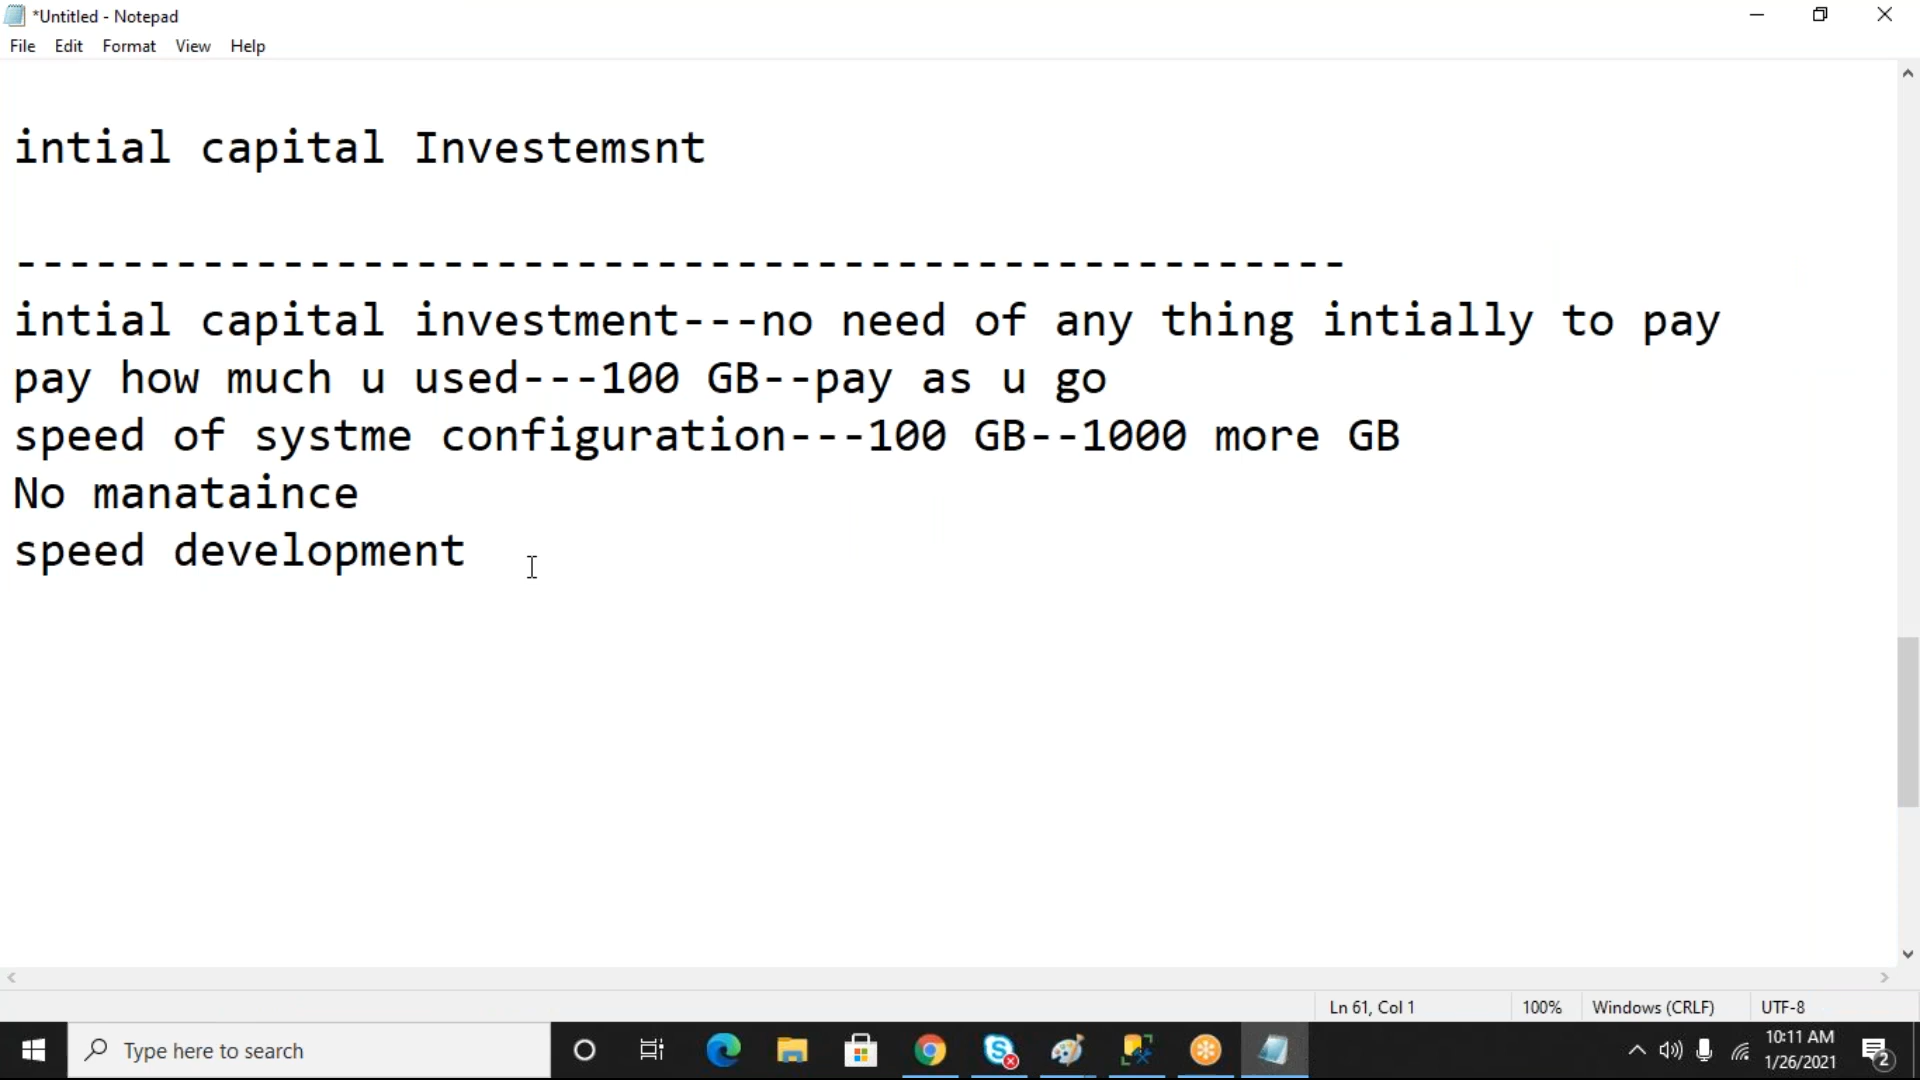 *Untitled - Notepad
File Edit Format View Help
intial capital Investemsnt
--------------------------------------------------
intial capital investment---no need of any thing intially to pay
pay how much u used---100 GB--pay as u go
speed of systme configuration---100 GB--1000 more GB
No manataince
speed development
Ln 61, Col 1 100% Windows (CRLF) UTF-8
Type here to search
10:11 AM
1/26/2021
2